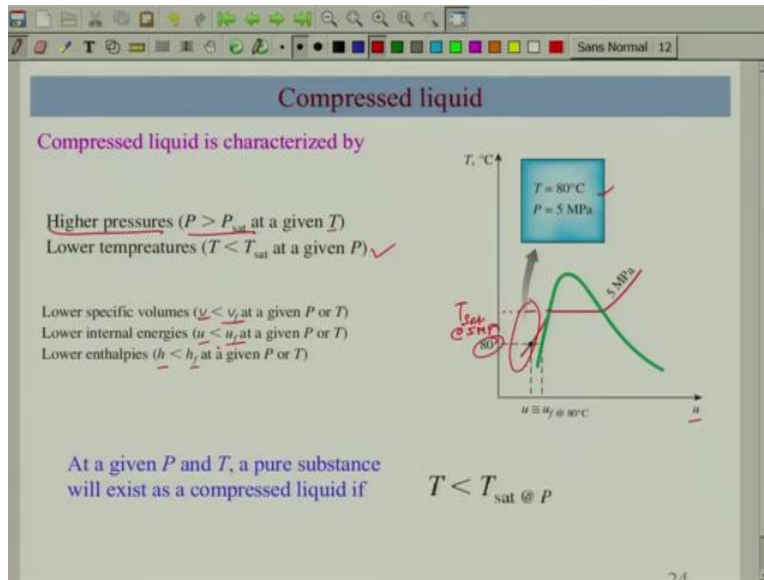 Sans Normal 12
Compressed liquid
Compressed liquid is characterized by
Higher pressures (P > Psat at a given T)
Lower tempreatures (T < Tsat at a given P)
Lower specific volumes (v < vf at a given P or T)
Lower internal energies (u < uf at a given P or T)
Lower enthalpies (h < hf at a given P or T)
T, °C
T = 80°C
P = 5 MPa
5 MPa
Tsat
@5MPa
80°
u ≅ uf @ 80°C
u
At a given P and T, a pure substance
will exist as a compressed liquid if
T < Tsat @ P
24